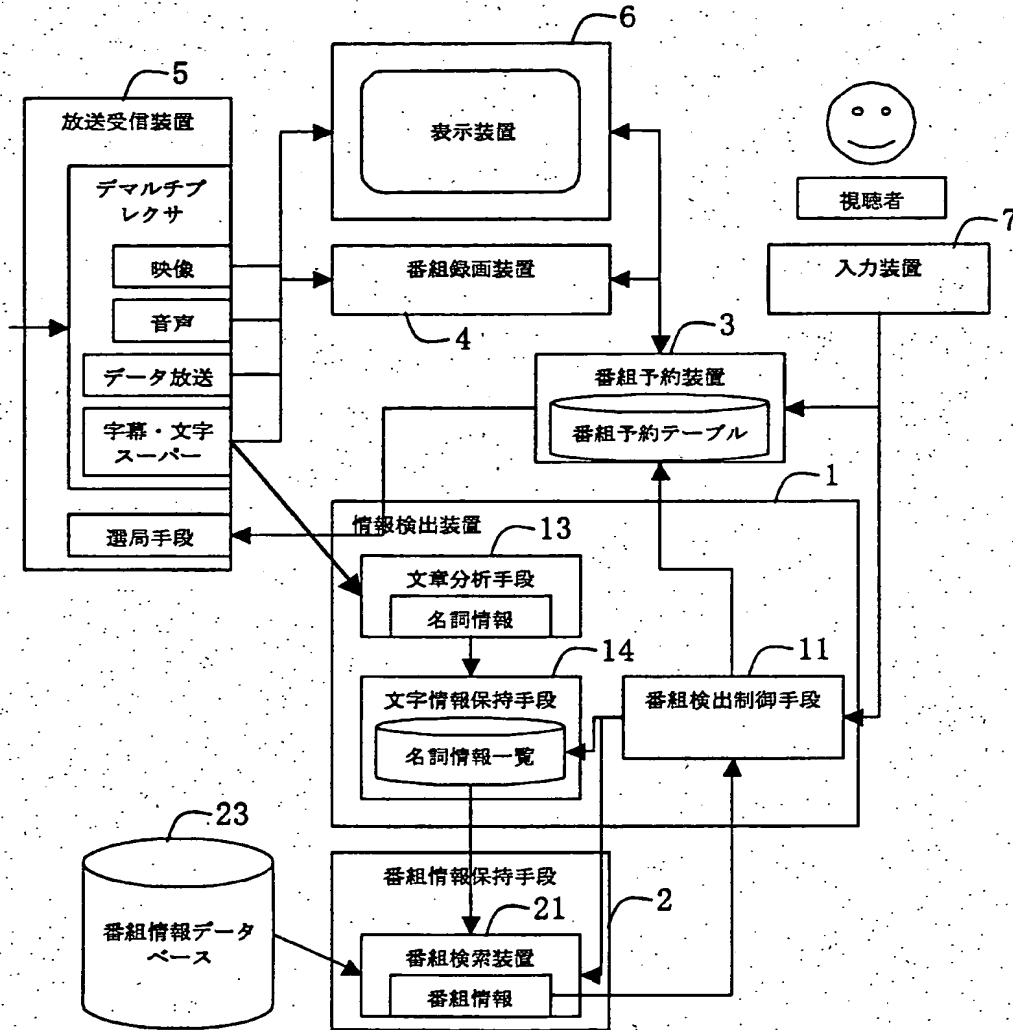 6
5
放送受信装置
表示装置
デマルチプ
レクサ
視聴者
7
映像
番組録画装置
入力装置
音声
4
3
データ放送
番組予約装置
字幕・文字
スーパー
番組予約テーブル
1
選局手段
情報検出装置
13
文章分析手段
名詞情報
14
11
文字情報保持手段
番組検出制御手段
名詞情報一覧
23
番組情報保持手段
番組情報データ
ベース
21
2
番組検索装置
番組情報